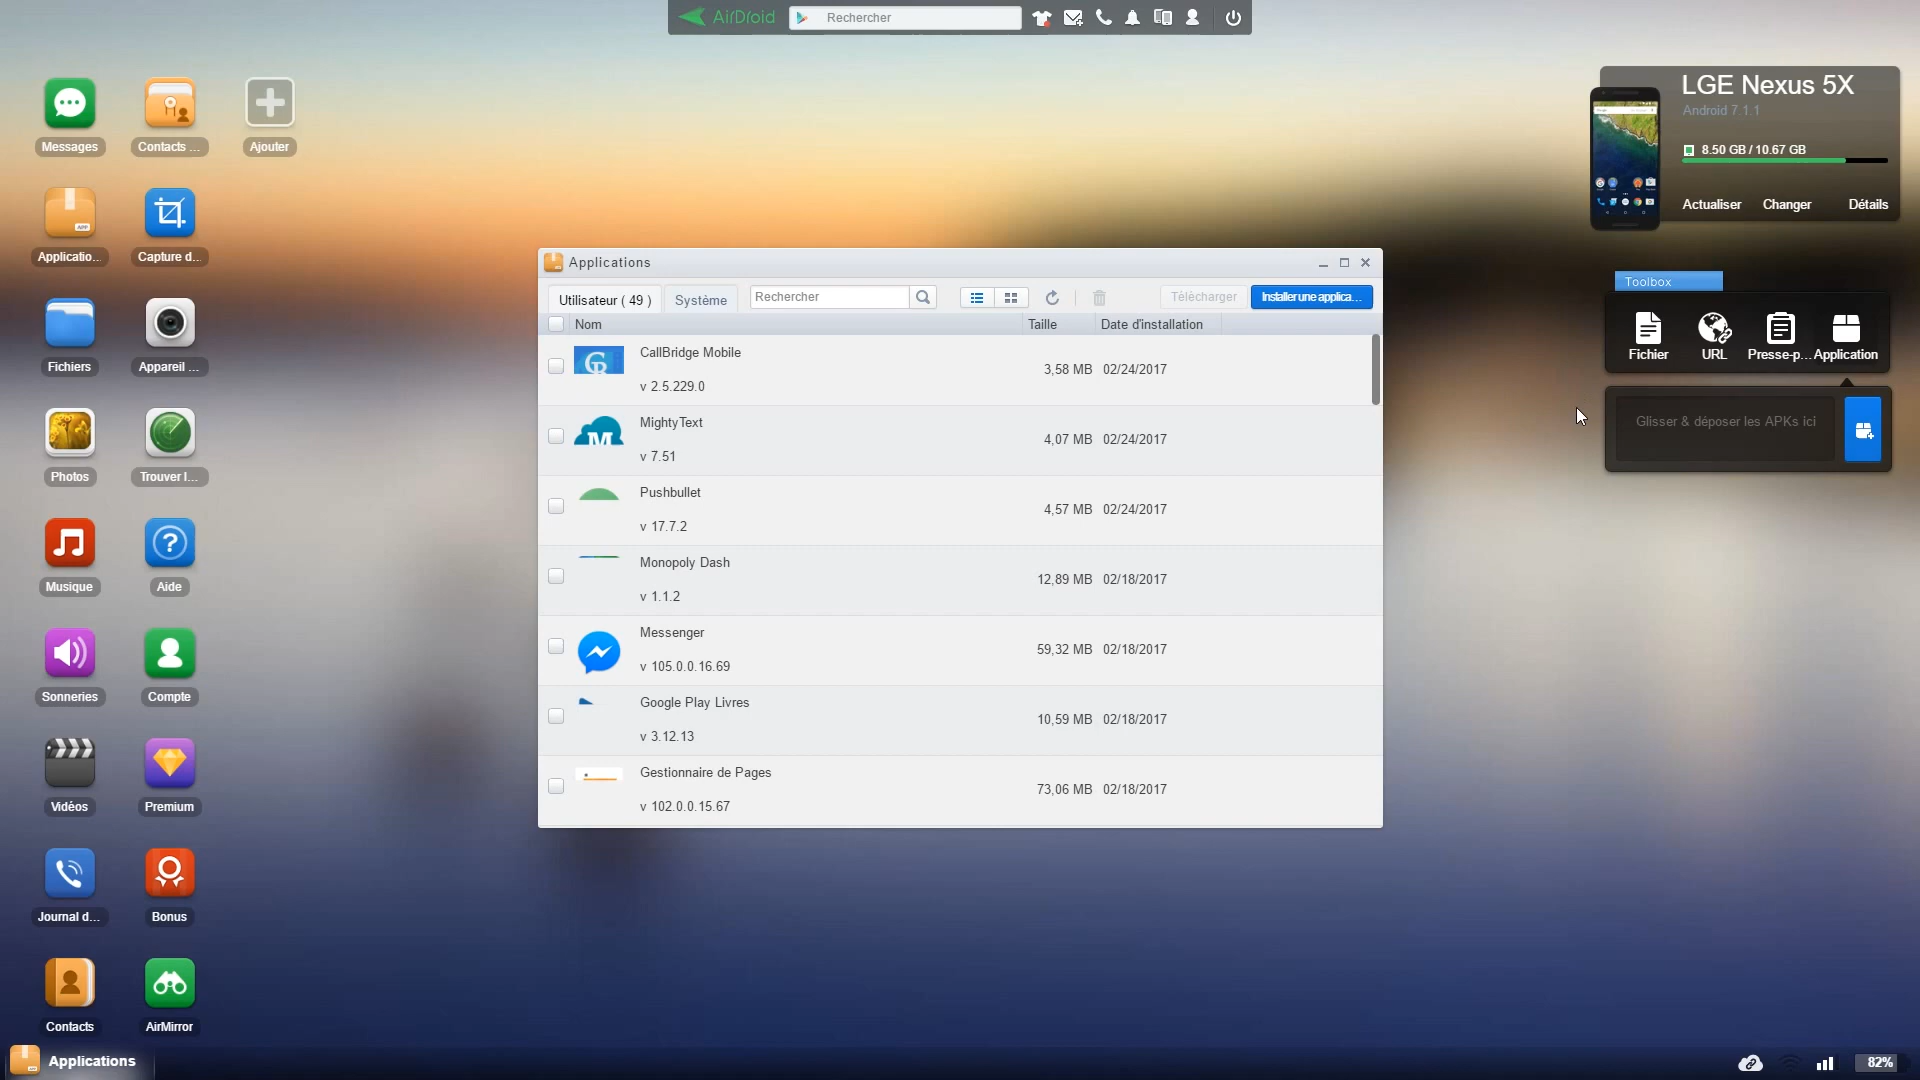 AirDroid
Rechercher
Messages
Contacts ...
Ajouter
Applicatio...
APP
Capture d...
Fichiers
Appareil ...
Photos
Trouver l...
Musique
Aide
Sonneries
Compte
Vidéos
Premium
Journal d...
Bonus
Contacts
AirMirror
Applications
Utilisateur ( 49 )
Système
Rechercher
Télécharger
Installer une applica...
Nom
Taille
Date d'installation
CallBridge Mobile
v 2.5.229.0
3,58 MB
02/24/2017
MightyText
v 7.51
4,07 MB
02/24/2017
Pushbullet
v 17.7.2
4,57 MB
02/24/2017
Monopoly Dash
v 1.1.2
12,89 MB
02/18/2017
Messenger
v 105.0.0.16.69
59,32 MB
02/18/2017
Google Play Livres
v 3.12.13
10,59 MB
02/18/2017
Gestionnaire de Pages
v 102.0.0.15.67
73,06 MB
02/18/2017
LGE Nexus 5X
Android 7.1.1
8.50 GB / 10.67 GB
Actualiser
Changer
Détails
Toolbox
Fichier
URL
Presse-p...
Application
Glisser & déposer les APKs ici
Applications
82%